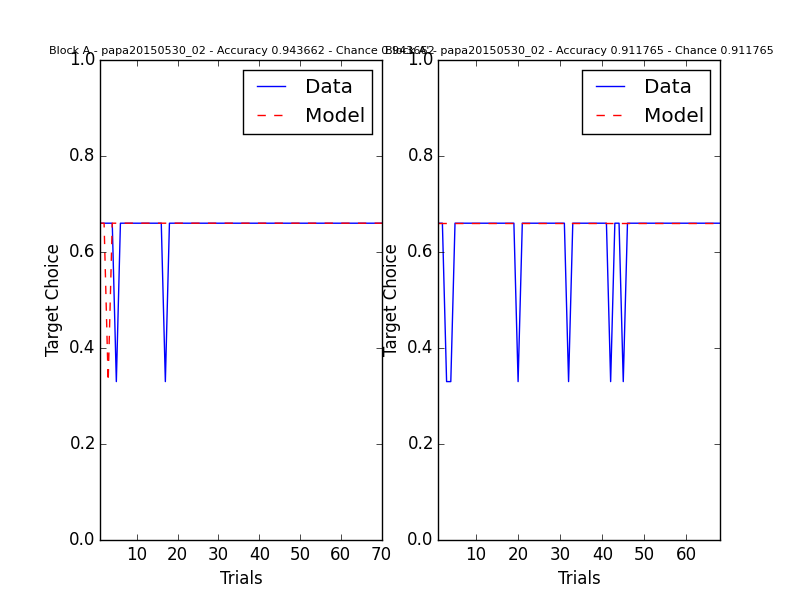 Block A - papa20150530_02 - Accuracy 0.943662 - Chance 0.943662
Block A - papa20150530_02 - Accuracy 0.911765 - Chance 0.911765
1.0
0.8
0.6
0.4
0.2
0.0
Target Choice
Data
Model
10 20 30 40 50 60 70
Trials
1.0
0.8
0.6
0.4
0.2
0.0
Target Choice
Data
Model
10 20 30 40 50 60
Trials